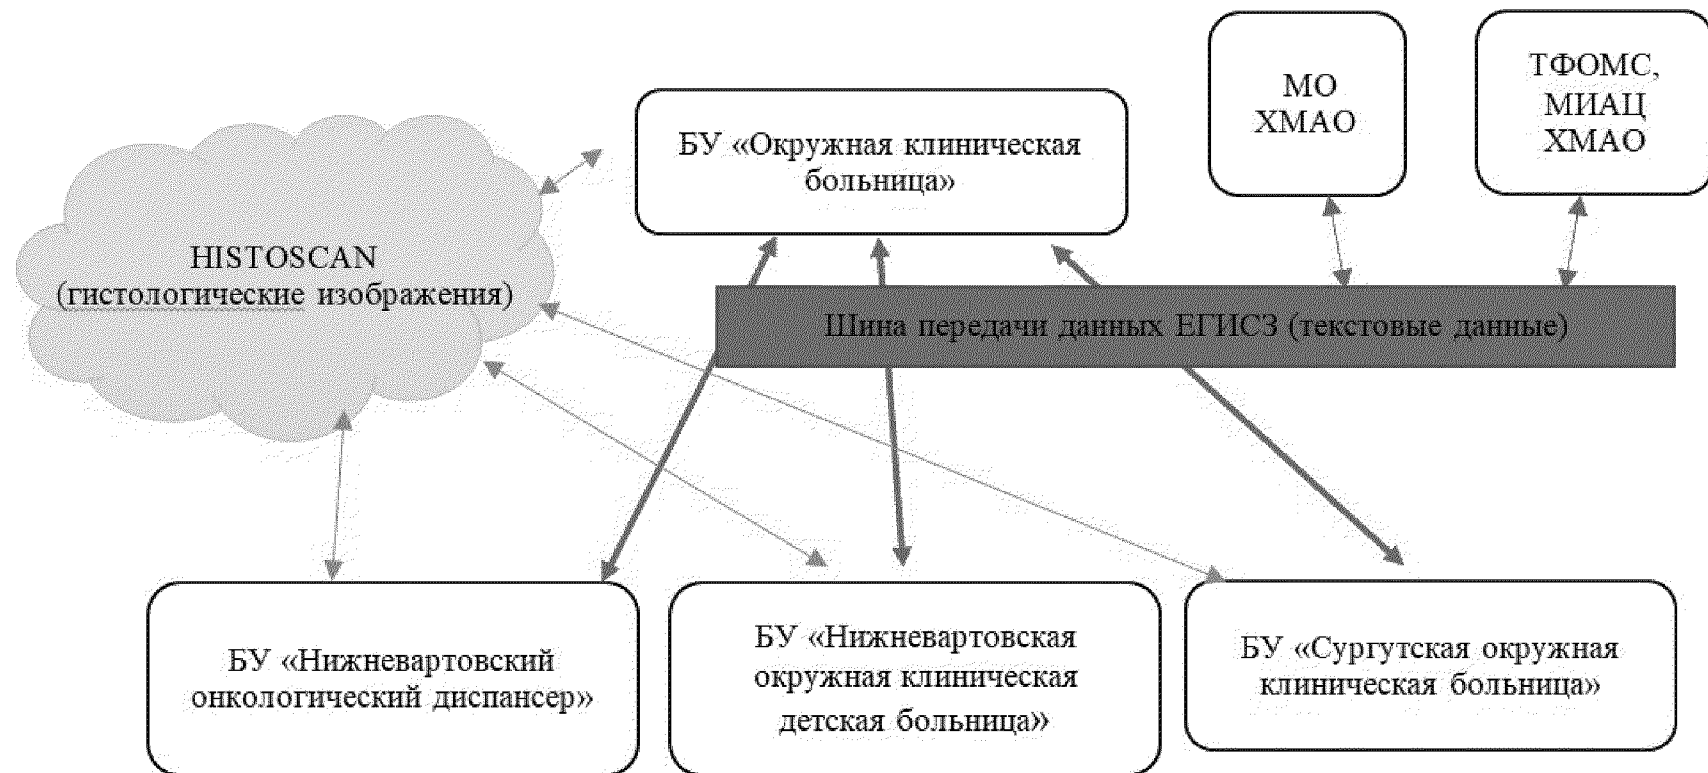 МО
ХМАО
ТФОМС,
МИАЦ
ХМАО
БУ «Окружная клиническая
больница»
HISTOSCAN
(гистологические изображения)
Шина передачи данных ЕГИСЗ (текстовые данные)
БУ «Нижневартовский
онкологический диспансер»
БУ «Нижневартовская
окружная клиническая
детская больница»
БУ «Сургутская окружная
клиническая больница»